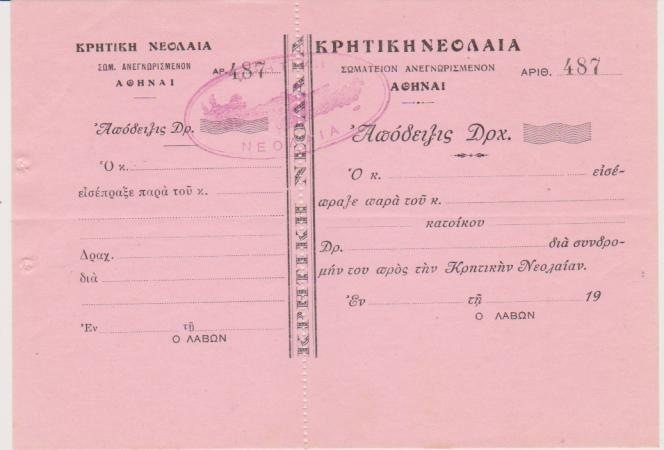 ΚΡΗΤΙΚΗ ΝΕΟΛΑΙΑ
ΣΩΜ. ΑΝΕΓΝΩΡΙΣΜΕΝΟΝ
ΑΘΗΝΑΙ
ΑΡ. 487
Ἀπόδειξις Δρ.
Ὁ κ.
εἰσέπραξε παρὰ τοῦ κ.
Δραχ.
διὰ
Ἐν τῇ
Ο ΛΑΒΩΝ
ΝΕΟΛΑΙΑ
ΚΡΗΤΙΚΗ ΝΕΟΛΑΙΑ
ΚΡΗΤΙΚΗ ΝΕΟΛΑΙΑ
ΣΩΜΑΤΕΙΟΝ ΑΝΕΓΝΩΡΙΣΜΕΝΟΝ
ΑΘΗΝΑΙ
ΑΡΙΘ. 487
Ἀπόδειξις Δρχ.
Ὁ κ. εἰσέ-
πραξε παρὰ τοῦ κ.
κατοίκου
Δρ. διὰ συνδρο-
μήν του πρὸς τὴν Κρητικὴν Νεολαίαν.
Ἐν τῇ 19
Ο ΛΑΒΩΝ